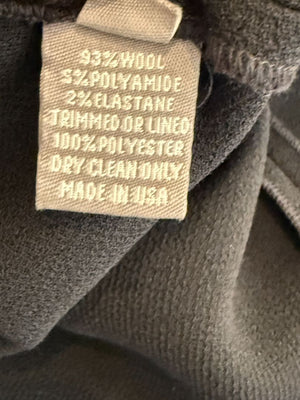 93%WOOL
5%POLYAMIDE
2%ELASTANE
TRIMMED OR LINED
100%POLYESTER
DRY CLEAN ONLY
MADE IN USA